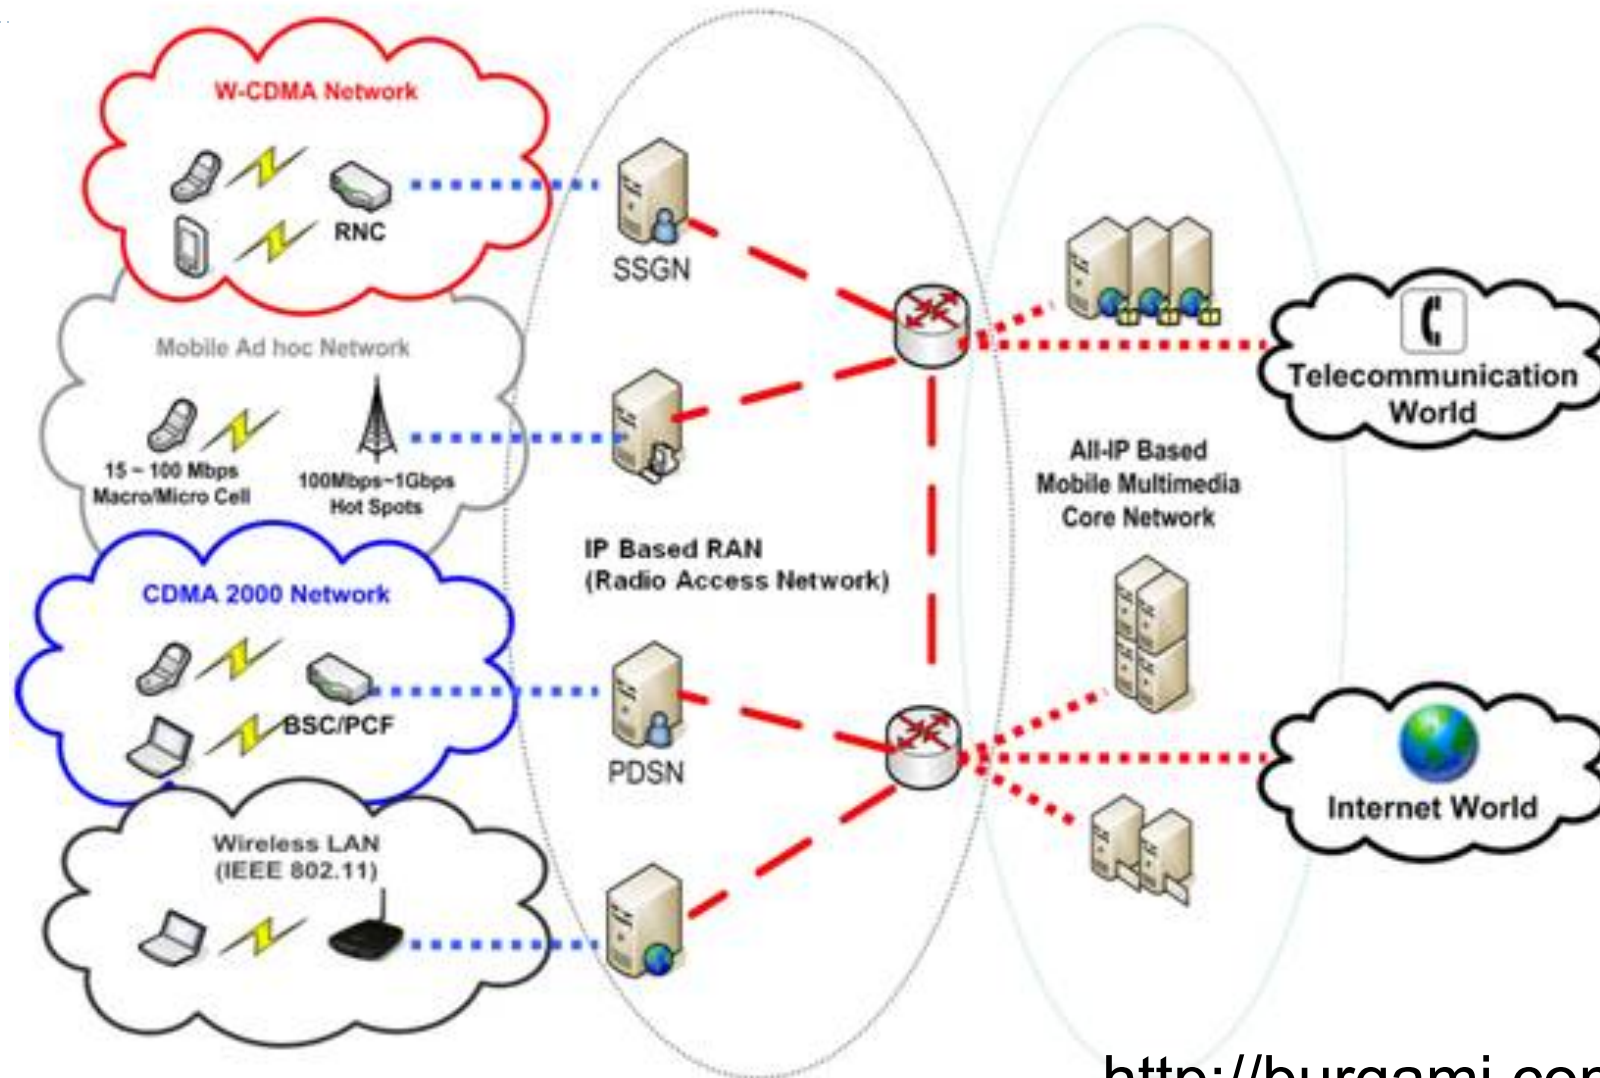 W-CDMA Network
RNC
SSGN
Mobile Ad hoc Network
15 ~ 100 Mbps
Macro/Micro Cell
100Mbps~1Gbps
Hot Spots
IP Based RAN
(Radio Access Network)
CDMA 2000 Network
BSC/PCF
PDSN
Wireless LAN
(IEEE 802.11)
All-IP Based
Mobile Multimedia
Core Network
Telecommunication
World
Internet World